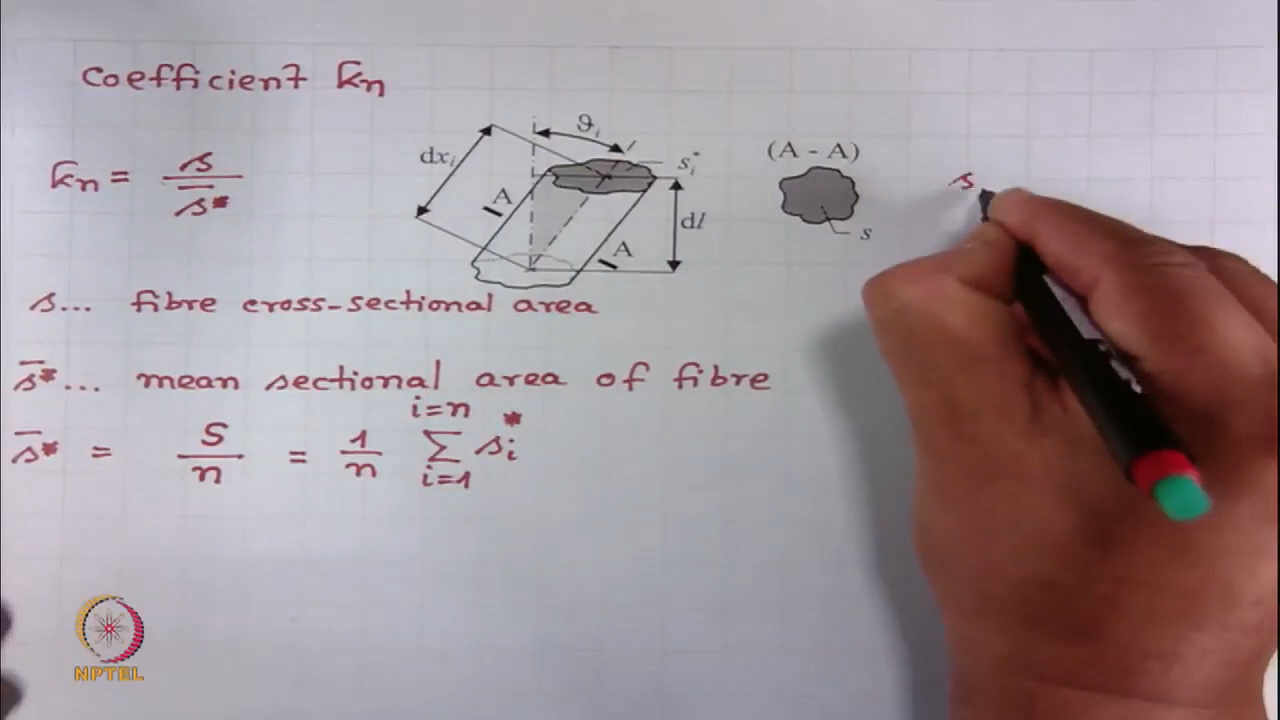 Coefficient kn
kn = s / s̄*
ϑi
dxi
si*
A
dl
A
(A - A)
s
s
s... fibre cross-sectional area
s̄*... mean sectional area of fibre
s̄* = S/n = 1/n Σ si* i=n i=1
NPTEL